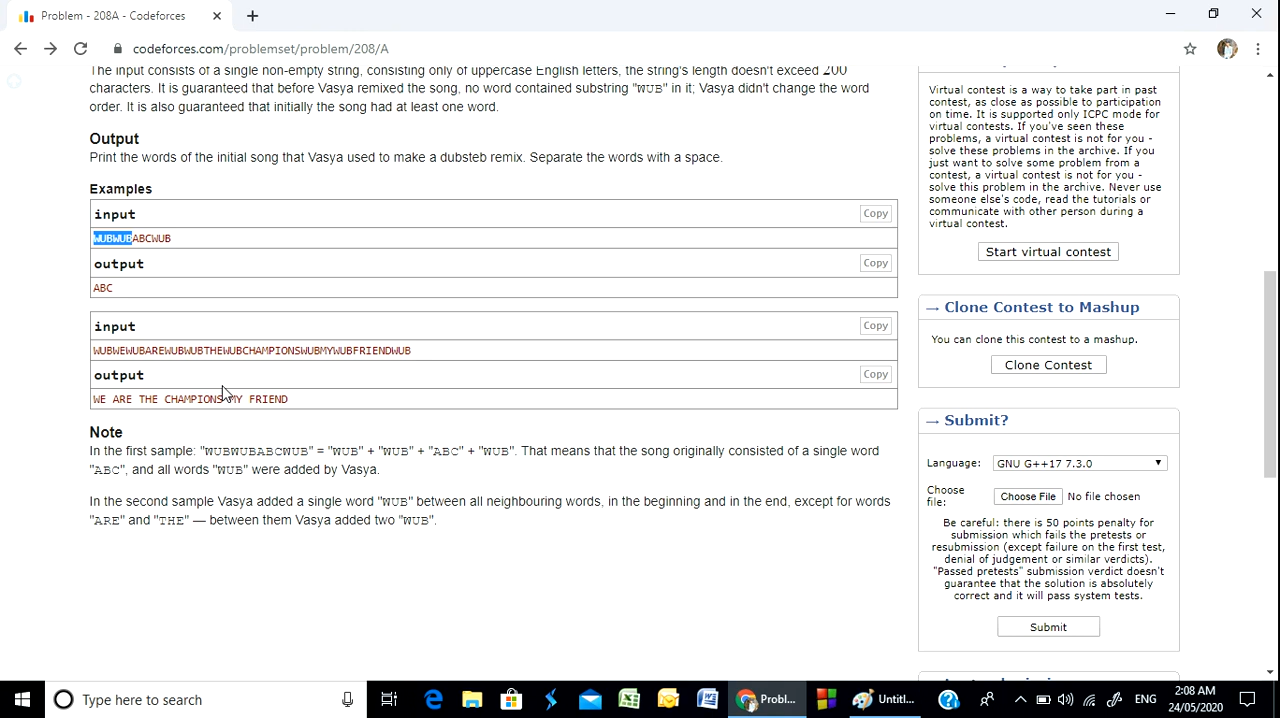 Problem - 208A - Codeforces
codeforces.com/problemset/problem/208/A
The input consists of a single non-empty string, consisting only of uppercase English letters, the string's length doesn't exceed 200
characters. It is guaranteed that before Vasya remixed the song, no word contained substring "WUB" in it; Vasya didn't change the word
order. It is also guaranteed that initially the song had at least one word.
Output
Print the words of the initial song that Vasya used to make a dubsteb remix. Separate the words with a space.
Examples
input
Copy
WUBWUBABCWUB
output
Copy
ABC
input
Copy
WUBWEWUBAREWUBWUBTHEWUBCHAMPIONSWUBMYWUBFRIENDWUB
output
Copy
WE ARE THE CHAMPIONS MY FRIEND
Note
In the first sample: "WUBWUBABCWUB" = "WUB" + "WUB" + "ABC" + "WUB". That means that the song originally consisted of a single word
"ABC", and all words "WUB" were added by Vasya.
In the second sample Vasya added a single word "WUB" between all neighbouring words, in the beginning and in the end, except for words
"ARE" and "THE" — between them Vasya added two "WUB".
Virtual contest is a way to take part in past
contest, as close as possible to participation
on time. It is supported only ICPC mode for
virtual contests. If you've seen these
problems, a virtual contest is not for you -
solve these problems in the archive. If you
just want to solve some problem from a
contest, a virtual contest is not for you -
solve this problem in the archive. Never use
someone else's code, read the tutorials or
communicate with other person during a
virtual contest.
Start virtual contest
→ Clone Contest to Mashup
You can clone this contest to a mashup.
Clone Contest
→ Submit?
Language: GNU G++17 7.3.0
Choose
file:
Choose File No file chosen
Be careful: there is 50 points penalty for
submission which fails the pretests or
resubmission (except failure on the first test,
denial of judgement or similar verdicts).
"Passed pretests" submission verdict doesn't
guarantee that the solution is absolutely
correct and it will pass system tests.
Submit
Type here to search
Probl...
Untitl...
ENG
2:08 AM
24/05/2020